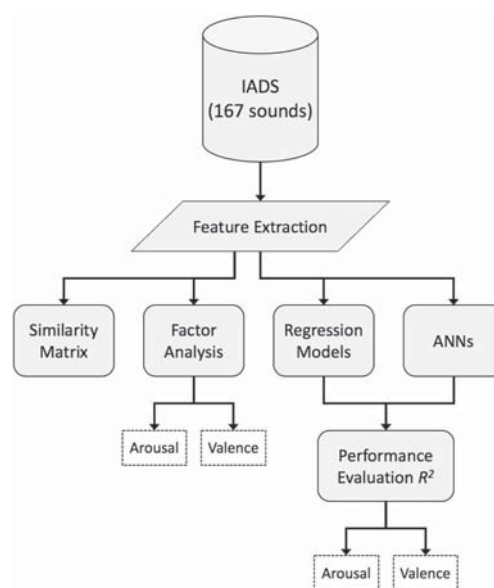 IADS
(167 sounds)
Feature Extraction
Similarity
Matrix
Factor
Analysis
Regression
Models
ANNs
Arousal
Valence
Performance
Evaluation R²
Arousal
Valence